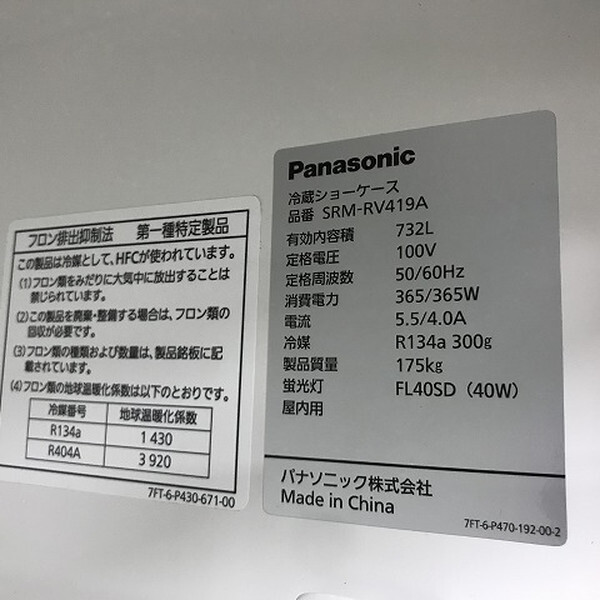 フロン排出抑制法 第一種特定製品
この製品は冷媒として、HFCが使われています。
(1)フロン類をみだりに大気中に放出することは
禁じられています。
(2)この製品を廃棄・整備する場合は、フロン類の
回収が必要です。
(3)フロン類の種類および数量は、製品銘板に記
載されています。
(4)フロン類の地球温暖化係数は以下のとおりです。
冷媒番号 地球温暖化係数
R134a 1 430
R404A 3 920
7FT-6-P430-671-00
Panasonic
冷蔵ショーケース
品番 SRM-RV419A
有効内容積 732L
定格電圧 100V
定格周波数 50/60Hz
消費電力 365/365W
電流 5.5/4.0A
冷媒 R134a 300g
製品質量 175kg
蛍光灯 FL40SD（40W）
屋内用
パナソニック株式会社
Made in China
7FT-6-P470-192-00-2